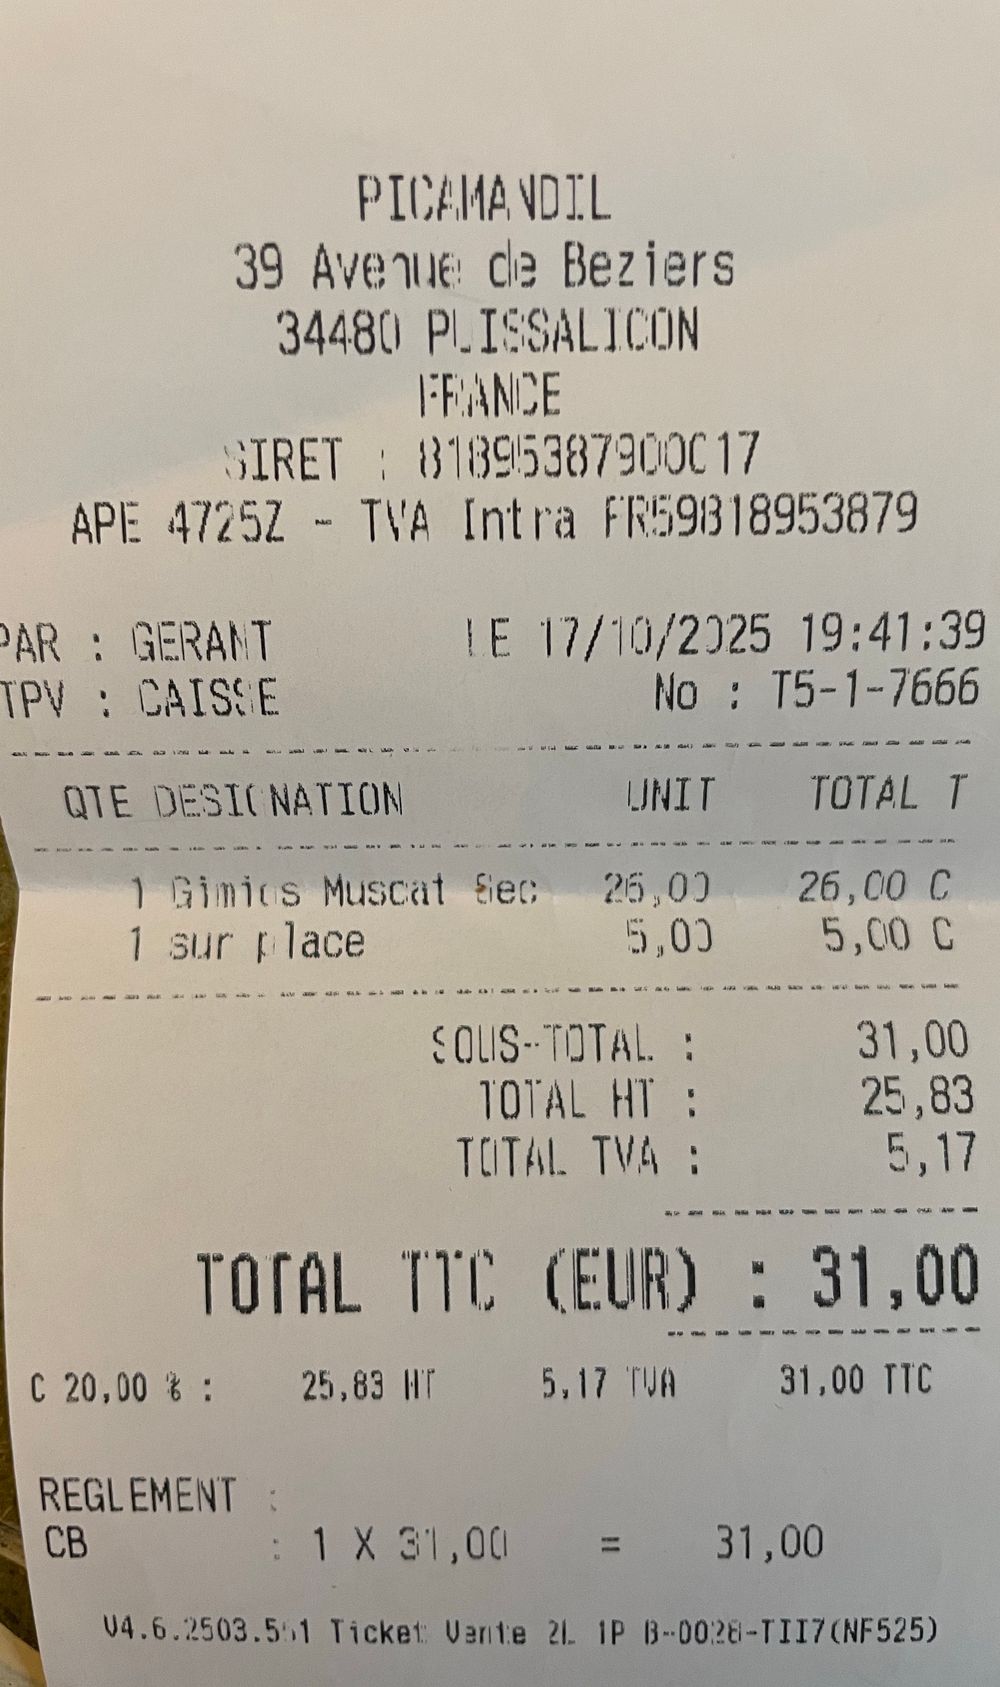 PICAMANDIL
39 Avenue de Beziers
34480 PUISSALICON
FRANCE
SIRET : 81895387900017
APE 4725Z - TVA Intra FR59818953879
PAR : GERANT LE 17/10/2025 19:41:39
TPV : CAISSE No : T5-1-7666
QTE DESIGNATION UNIT TOTAL T
1 Gimios Muscat Sec 26,00 26,00 C
1 sur place 5,00 5,00 C
SOUS-TOTAL : 31,00
TOTAL HT : 25,83
TOTAL TVA : 5,17
TOTAL TTC (EUR) : 31,00
C 20,00 % : 25,83 HT 5,17 TVA 31,00 TTC
REGLEMENT :
CB : 1 X 31,00 = 31,00
Ticket Vente 2L 1P B-0028-TII7(NF525)